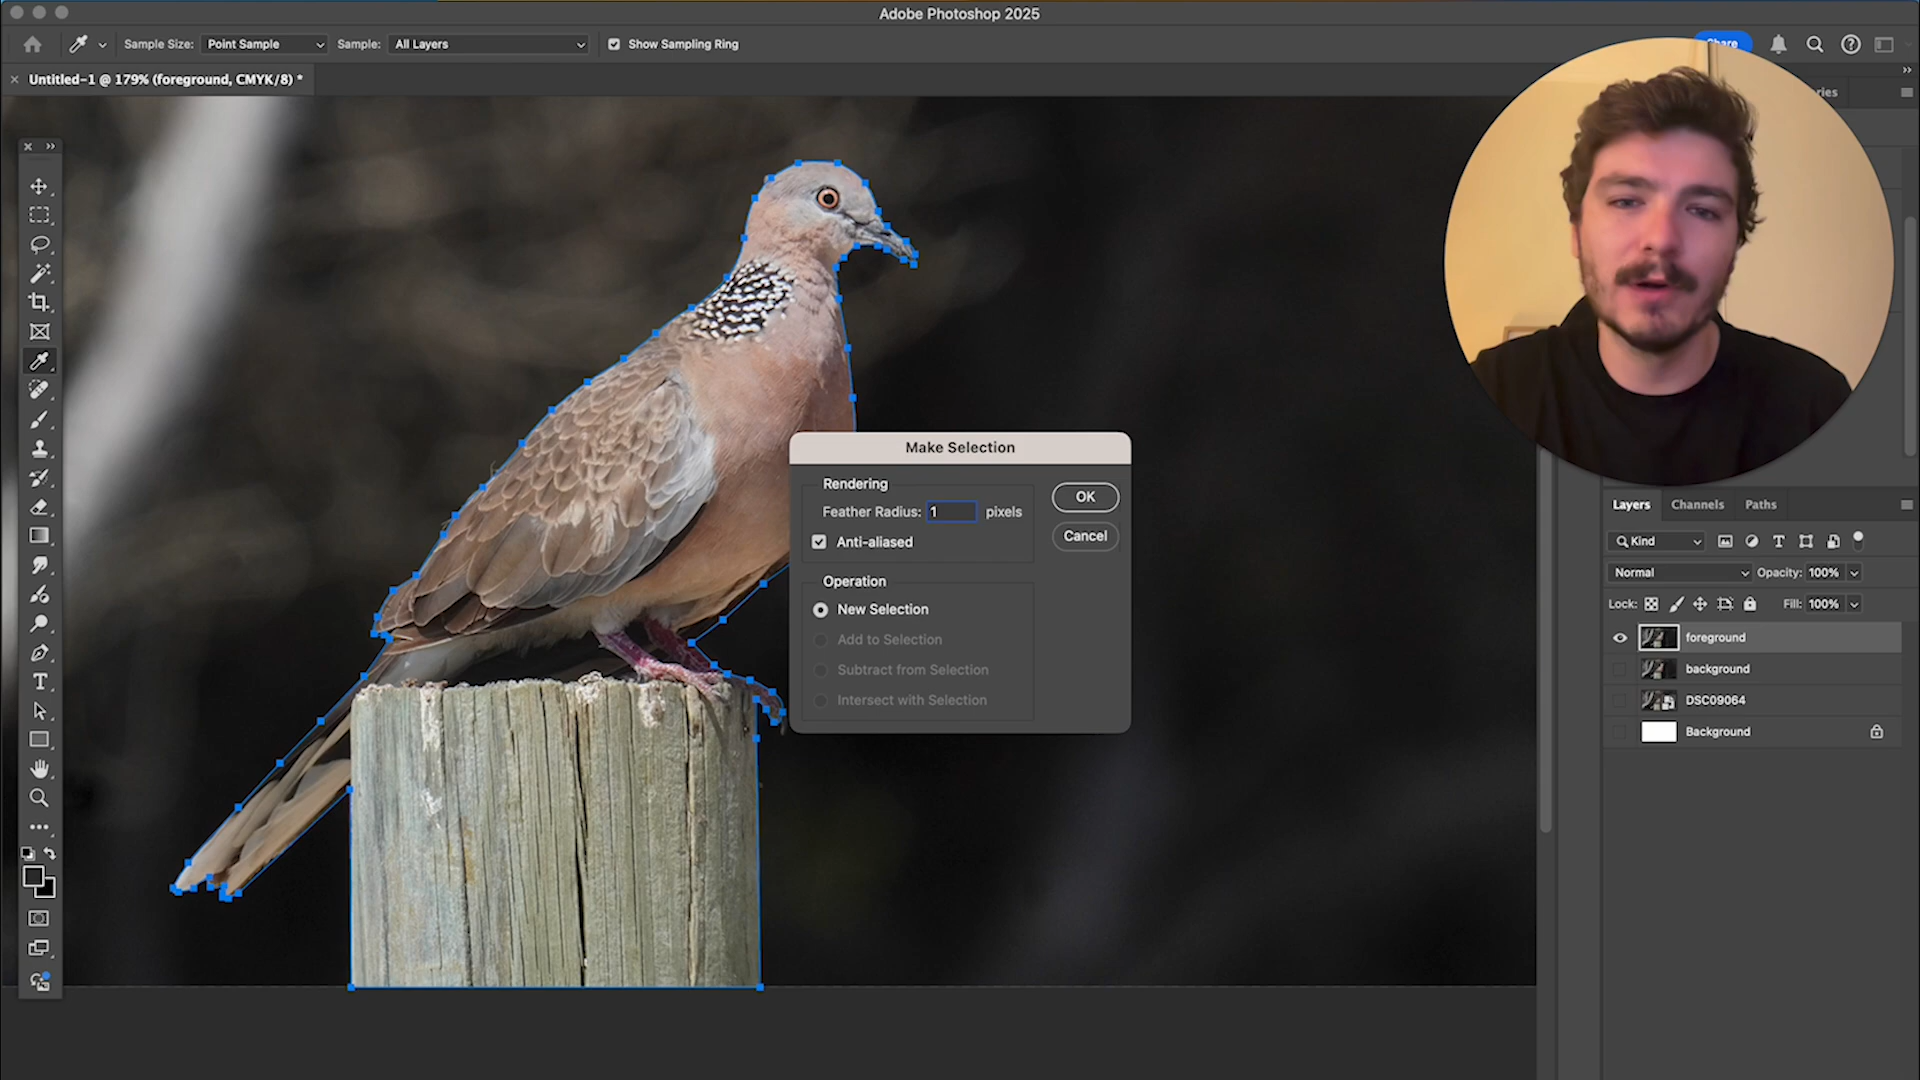 Adobe Photoshop 2025
Sample Size: Point Sample Sample: All Layers Show Sampling Ring
Share
Untitled-1 @ 179% (foreground, CMYK/8) *
Make Selection
Rendering
Feather Radius: 1 pixels
Anti-aliased
OK
Cancel
Operation
New Selection
Add to Selection
Subtract from Selection
Intersect with Selection
Layers Channels Paths
Kind
Normal Opacity: 100%
Lock: Fill: 100%
foreground
background
DSC09064
Background